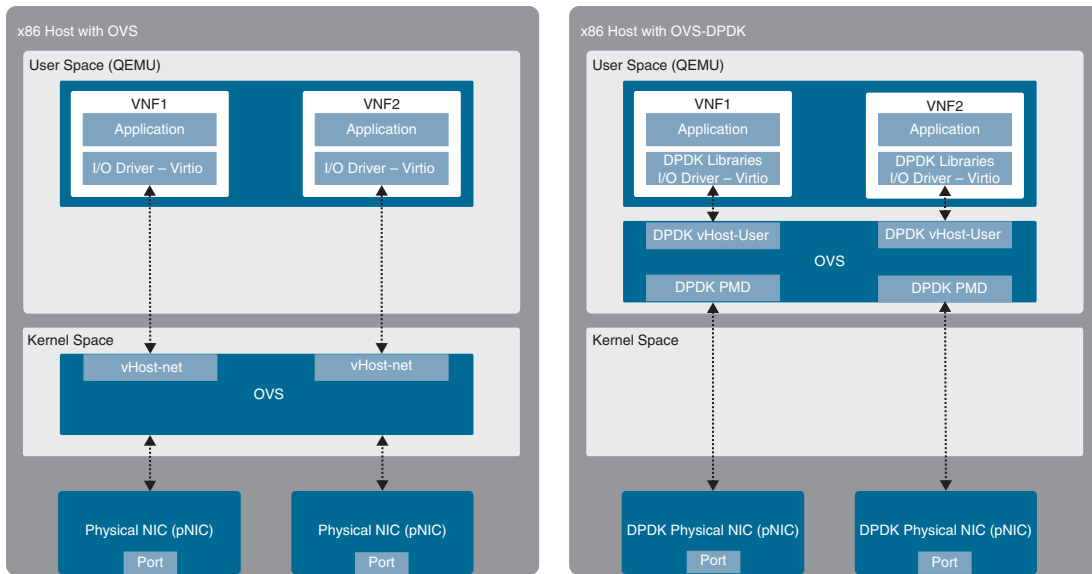 x86 Host with OVS
User Space (QEMU)
VNF1
Application
I/O Driver – Virtio
VNF2
Application
I/O Driver – Virtio
Kernel Space
vHost-net
vHost-net
OVS
Physical NIC (pNIC)
Port
Physical NIC (pNIC)
Port
x86 Host with OVS-DPDK
User Space (QEMU)
VNF1
Application
DPDK Libraries
I/O Driver – Virtio
VNF2
Application
DPDK Libraries
I/O Driver – Virtio
DPDK vHost-User
DPDK vHost-User
OVS
DPDK PMD
DPDK PMD
Kernel Space
DPDK Physical NIC (pNIC)
Port
DPDK Physical NIC (pNIC)
Port